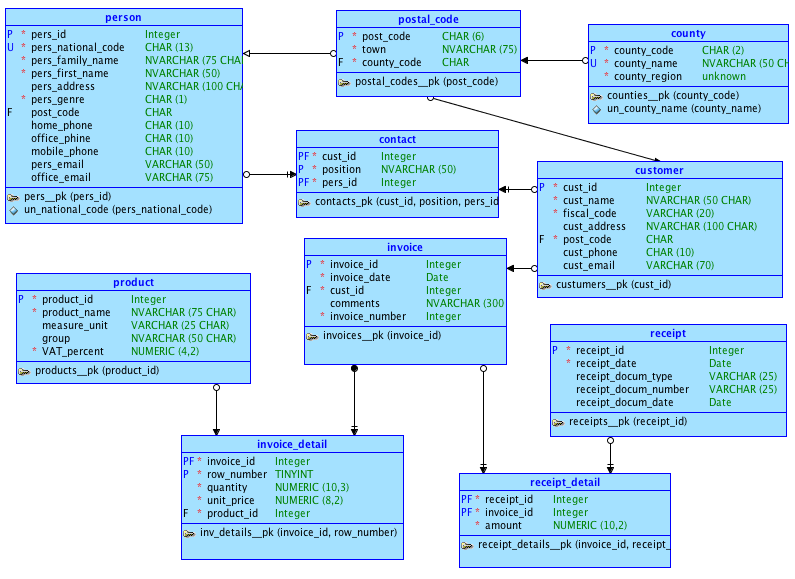 person
P * pers_id Integer
U * pers_national_code CHAR (13)
* pers_family_name NVARCHAR (75 CHA
* pers_first_name NVARCHAR (50)
pers_address NVARCHAR (100 CHA
* pers_genre CHAR (1)
F post_code CHAR
home_phone CHAR (10)
office_phine CHAR (10)
mobile_phone CHAR (10)
pers_email VARCHAR (50)
office_email VARCHAR (75)
pers__pk (pers_id)
un_national_code (pers_national_code)
postal_code
P * post_code CHAR (6)
* town NVARCHAR (75)
F * county_code CHAR
postal_codes__pk (post_code)
county
P * county_code CHAR (2)
U * county_name NVARCHAR (50 CH
* county_region unknown
counties__pk (county_code)
un_county_name (county_name)
contact
PF * cust_id Integer
P * position NVARCHAR (50)
PF * pers_id Integer
contacts__pk (cust_id, position, pers_id
customer
P * cust_id Integer
* cust_name NVARCHAR (50 CHAR)
* fiscal_code VARCHAR (20)
cust_address NVARCHAR (100 CHAR)
F * post_code CHAR
cust_phone CHAR (10)
cust_email VARCHAR (70)
custumers__pk (cust_id)
invoice
P * invoice_id Integer
* invoice_date Date
F * cust_id Integer
comments NVARCHAR (300
* invoice_number Integer
invoices__pk (invoice_id)
product
P * product_id Integer
* product_name NVARCHAR (75 CHAR)
measure_unit VARCHAR (25 CHAR)
group NVARCHAR (50 CHAR)
* VAT_percent NUMERIC (4,2)
products__pk (product_id)
receipt
P * receipt_id Integer
* receipt_date Date
receipt_docum_type VARCHAR (25)
receipt_docum_number VARCHAR (25)
receipt_docum_date Date
receipts__pk (receipt_id)
invoice_detail
PF * invoice_id Integer
P * row_number TINYINT
* quantity NUMERIC (10,3)
* unit_price NUMERIC (8,2)
F * product_id Integer
inv_details__pk (invoice_id, row_number)
receipt_detail
PF * receipt_id Integer
PF * invoice_id Integer
* amount NUMERIC (10,2)
receipt_details__pk (invoice_id, receipt_